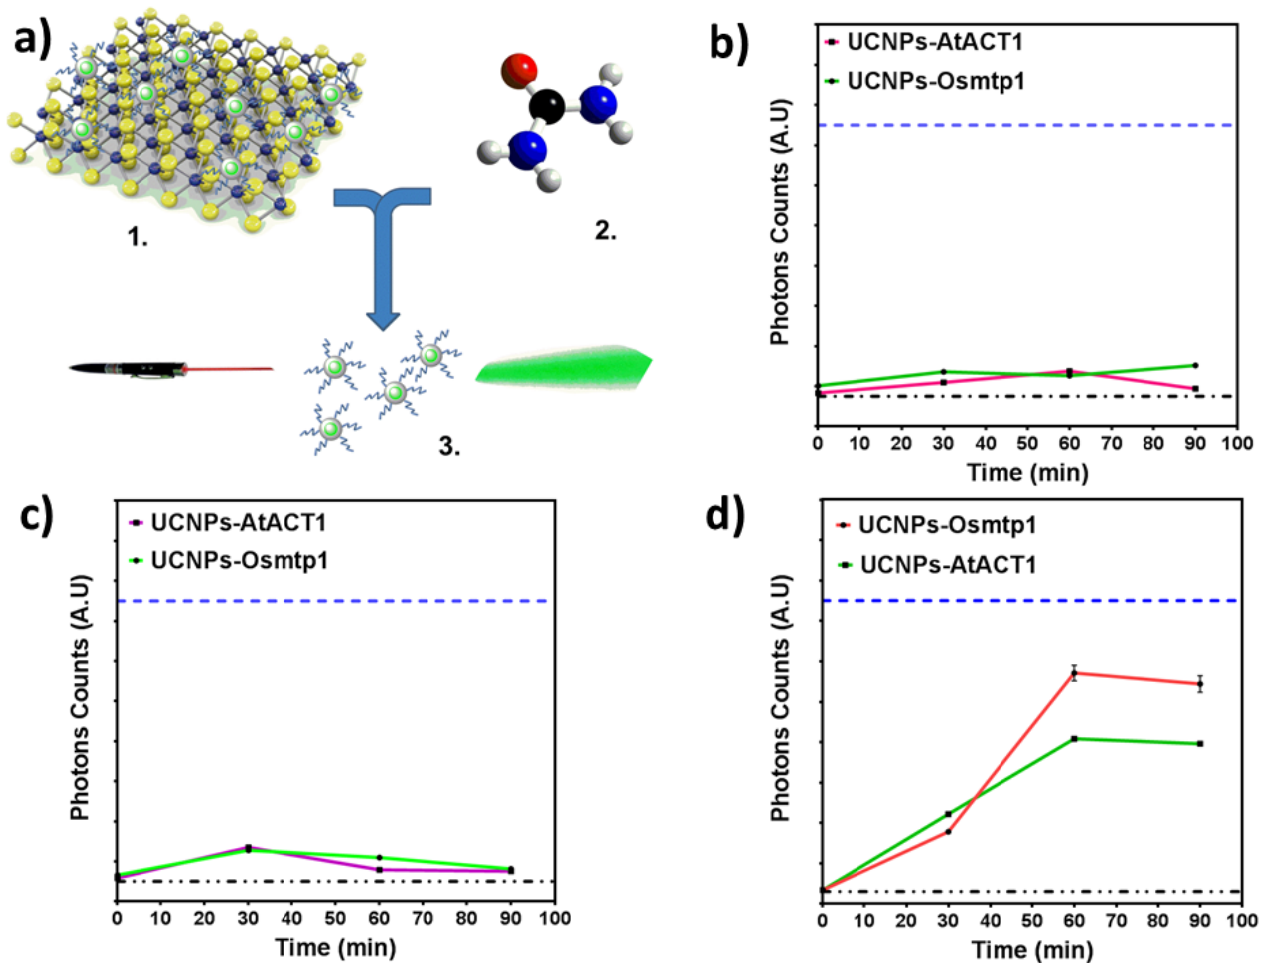 a)
1.
2.
3.
b)
UCNPs-AtACT1
UCNPs-Osmtp1
Photons Counts (A.U)
0 10 20 30 40 50 60 70 80 90 100
Time (min)
c)
UCNPs-AtACT1
UCNPs-Osmtp1
Photons Counts (A.U)
0 10 20 30 40 50 60 70 80 90 100
Time (min)
d)
UCNPs-Osmtp1
UCNPs-AtACT1
Photons Counts (A.U)
0 10 20 30 40 50 60 70 80 90 100
Time (min)